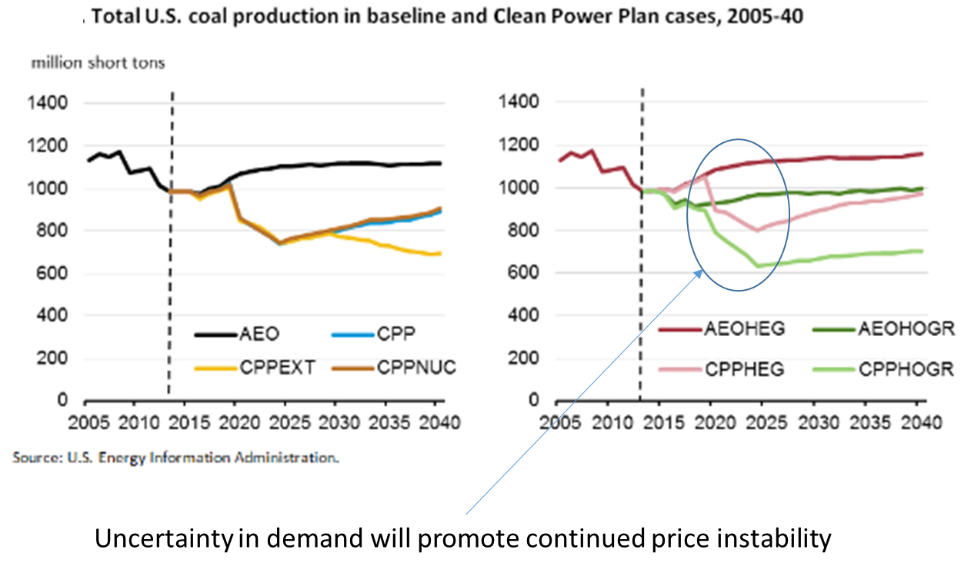 . Total U.S. coal production in baseline and Clean Power Plan cases, 2005-40
million short tons
1400
1200
1000
800
600
400
200
0
AEO
CPP
CPPEXT
CPPNUC
2005 2010 2015 2020 2025 2030 2035 2040
1400
1200
1000
800
600
400
200
0
AEOHEG
AEOHOGR
CPPHEG
CPPHOGR
2005 2010 2015 2020 2025 2030 2035 2040
Source: U.S. Energy Information Administration.
Uncertainty in demand will promote continued price instability